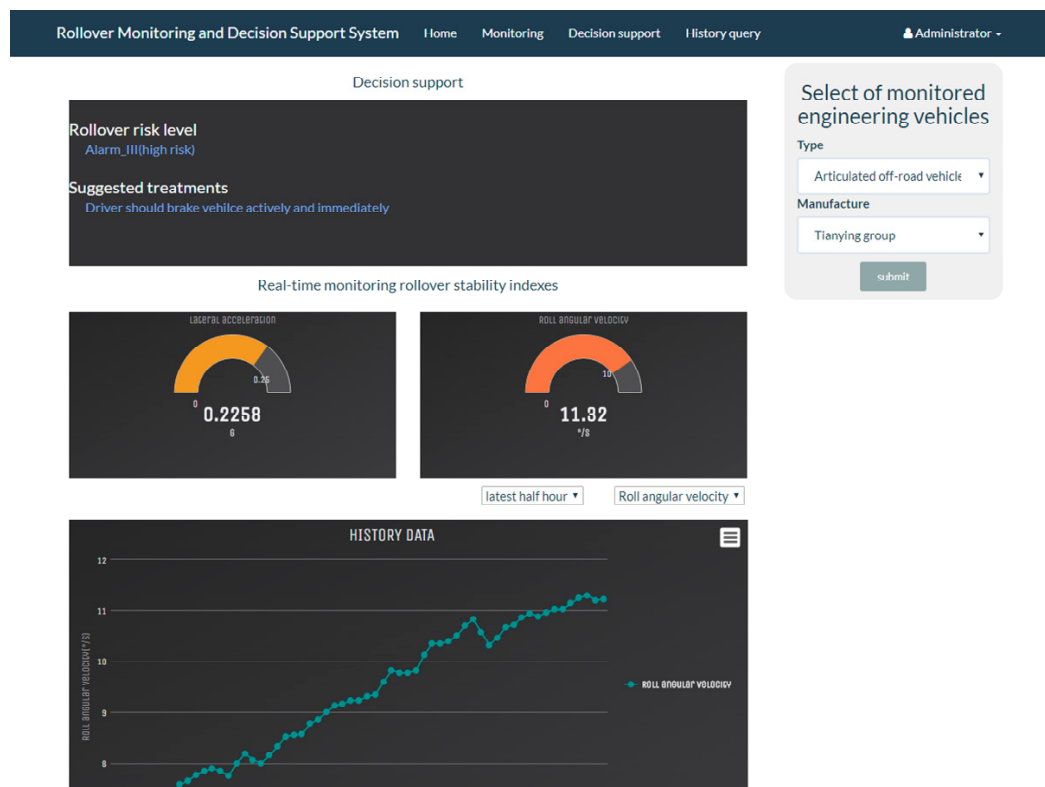 Rollover Monitoring and Decision Support System Home Monitoring Decision support History query Administrator
Decision support
Rollover risk level
Alarm_III(high risk)
Suggested treatments
Driver should brake vehilce actively and immediately
Select of monitored
engineering vehicles
Type
Articulated off-road vehicle
Manufacture
Tianying group
submit
Real-time monitoring rollover stability indexes
Lateral acceleration
0.25
0
0.2258
G
Roll angular velocity
10
0
11.32
°/s
latest half hour
Roll angular velocity
HISTORY DATA
12
11
10
9
8
Roll angular velocity(°/s)
Roll angular velocity